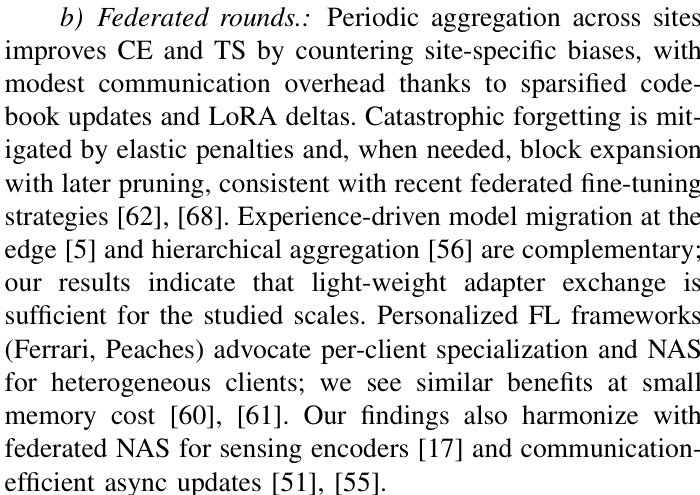 b) Federated rounds.: Periodic aggregation across sites
improves CE and TS by countering site-specific biases, with
modest communication overhead thanks to sparsified code-
book updates and LoRA deltas. Catastrophic forgetting is mit-
igated by elastic penalties and, when needed, block expansion
with later pruning, consistent with recent federated fine-tuning
strategies [62], [68]. Experience-driven model migration at the
edge [5] and hierarchical aggregation [56] are complementary;
our results indicate that light-weight adapter exchange is
sufficient for the studied scales. Personalized FL frameworks
(Ferrari, Peaches) advocate per-client specialization and NAS
for heterogeneous clients; we see similar benefits at small
memory cost [60], [61]. Our findings also harmonize with
federated NAS for sensing encoders [17] and communication-
efficient async updates [51], [55].